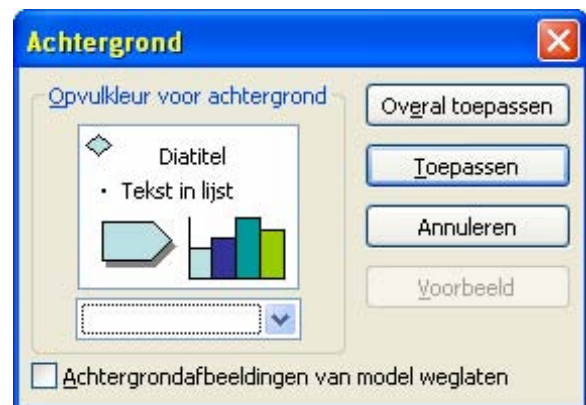 Achtergrond
Opvulkleur voor achtergrond
Diatitel
• Tekst in lijst
Overal toepassen
Toepassen
Annuleren
Voorbeeld
Achtergrondafbeeldingen van model weglaten